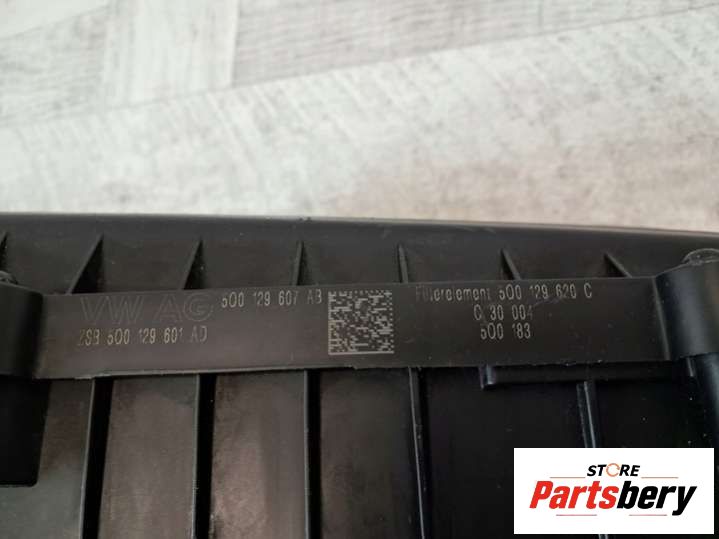 VW AG 5Q0 129 607 AB
ZSB 5Q0 129 601 AD
Filterelement 5Q0 129 620 C
C 30 004
5Q0 183
STORE
Partsbery